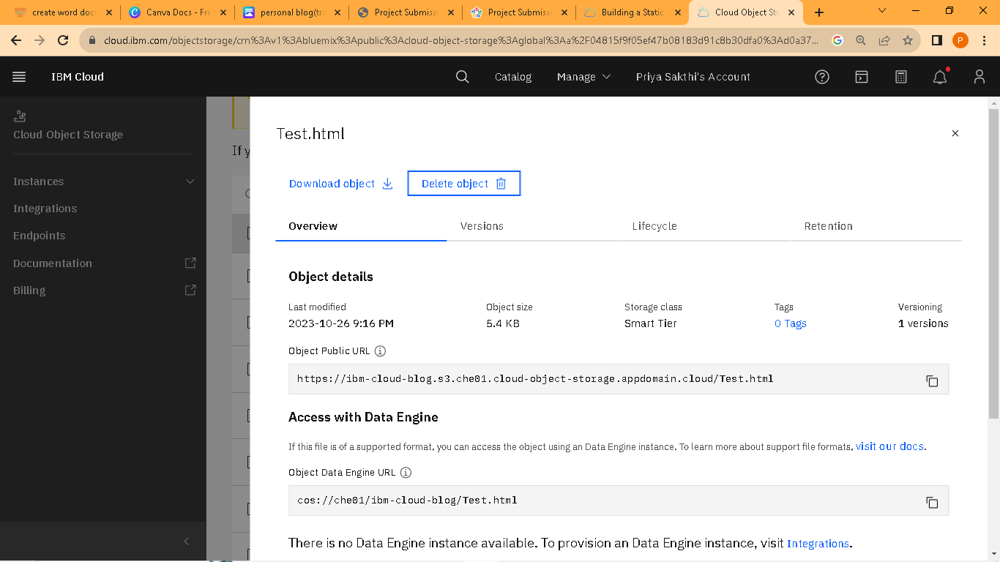 create word doc
Canva Docs - Fre
personal blog(tra
Project Submissi
Project Submissi
Building a Static
Cloud Object Sto
cloud.ibm.com/objectstorage/crn%3Av1%3Abluemix%3Apublic%3Acloud-object-storage%3Aglobal%3Aa%2F04815f9f05ef47b08183d91c8b30dfa0%3Ad0a37...
P
IBM Cloud
Catalog
Manage
Priya Sakthi's Account
Cloud Object Storage
Instances
Integrations
Endpoints
Documentation
Billing
If y
Test.html
Download object
Delete object
Overview
Versions
Lifecycle
Retention
Object details
Last modified
Object size
Storage class
Tags
Versioning
2023-10-26 9:16 PM
5.4 KB
Smart Tier
0 Tags
1 versions
Object Public URL
https://ibm-cloud-blog.s3.che01.cloud-object-storage.appdomain.cloud/Test.html
Access with Data Engine
If this file is of a supported format, you can access the object using an Data Engine instance. To learn more about support file formats, visit our docs.
Object Data Engine URL
cos://che01/ibm-cloud-blog/Test.html
There is no Data Engine instance available. To provision an Data Engine instance, visit Integrations.